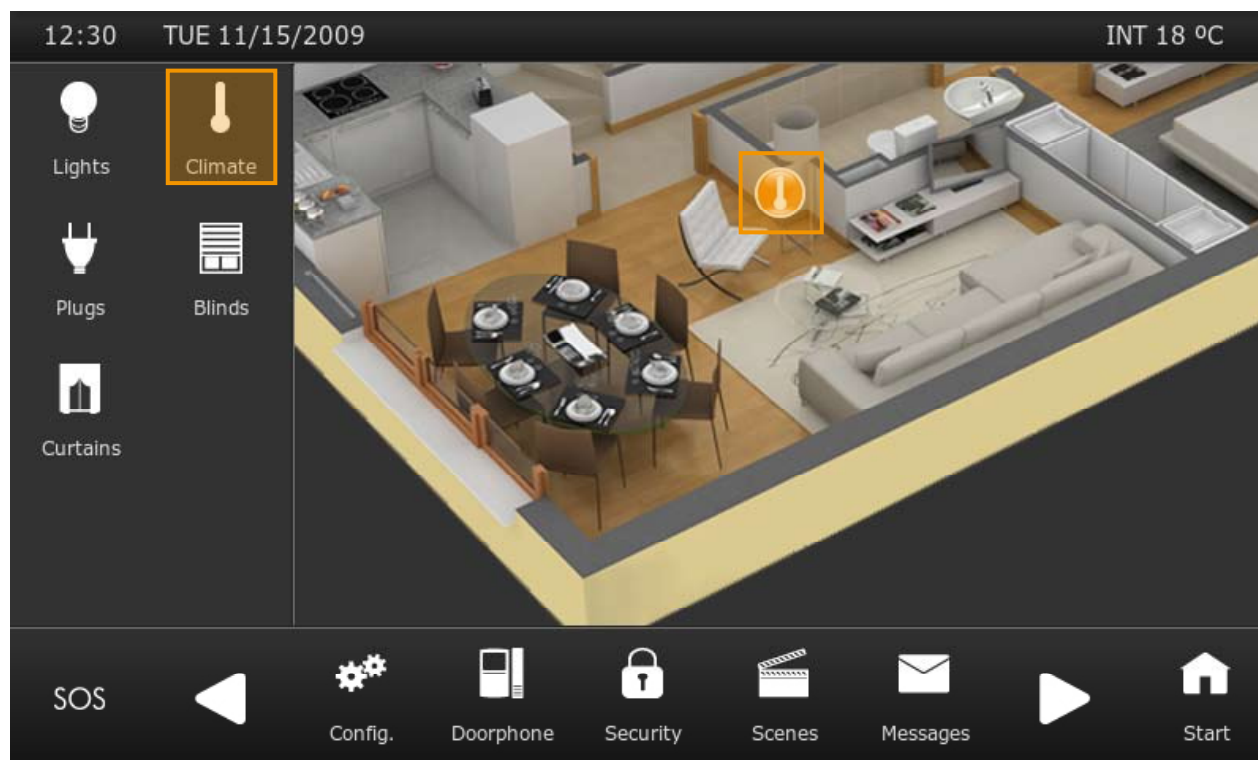 12:30 TUE 11/15/2009 INT 18 ºC
Lights Climate
Plugs Blinds
Curtains
SOS
Config. Doorphone Security Scenes Messages Start